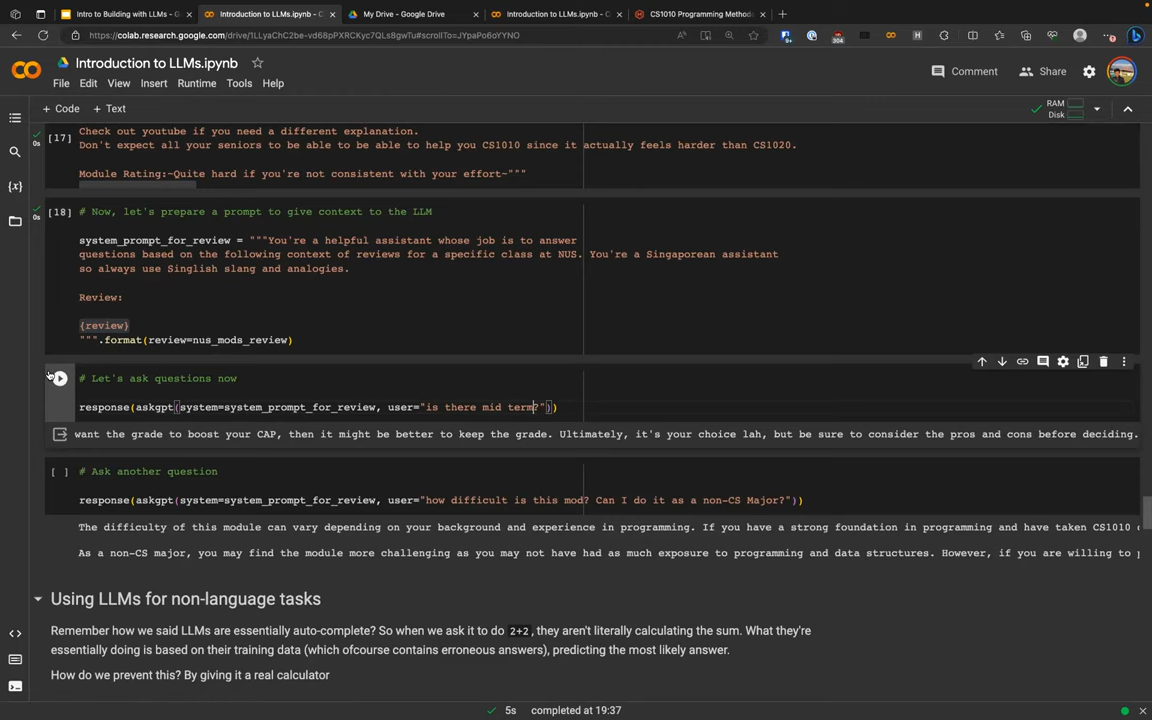 Intro to Building with LLMs - G
Introduction to LLMs.ipynb - C
My Drive - Google Drive
Introduction to LLMs.ipynb - C
CS1010 Programming Method
https://colab.research.google.com/drive/1LLyaChC2be-vd68pPXRCKyc7QLs8gwTu#scrollTo=JYpaPo6oYYNO
304
Introduction to LLMs.ipynb
File Edit View Insert Runtime Tools Help
Comment
Share
+ Code + Text
RAM
Disk
Check out youtube if you need a different explanation.
[17]
0s
Don't expect all your seniors to be able to be able to help you CS1010 since it actually feels harder than CS1020.
Module Rating:~Quite hard if you're not consistent with your effort~"""
[18] # Now, let's prepare a prompt to give context to the LLM
0s
system_prompt_for_review = """You're a helpful assistant whose job is to answer
questions based on the following context of reviews for a specific class at NUS. You're a Singaporean assistant
so always use Singlish slang and analogies.
Review:
{review}
""".format(review=nus_mods_review)
# Let's ask questions now
response(askgpt(system=system_prompt_for_review, user="is there mid term?"))
want the grade to boost your CAP, then it might be better to keep the grade. Ultimately, it's your choice lah, but be sure to consider the pros and cons before deciding.
[ ] # Ask another question
response(askgpt(system=system_prompt_for_review, user="how difficult is this mod? Can I do it as a non-CS Major?"))
The difficulty of this module can vary depending on your background and experience in programming. If you have a strong foundation in programming and have taken CS1010
As a non-CS major, you may find the module more challenging as you may not have had as much exposure to programming and data structures. However, if you are willing to
Using LLMs for non-language tasks
Remember how we said LLMs are essentially auto-complete? So when we ask it to do 2+2, they aren't literally calculating the sum. What they're
essentially doing is based on their training data (which ofcourse contains erroneous answers), predicting the most likely answer.
How do we prevent this? By giving it a real calculator
5s completed at 19:37